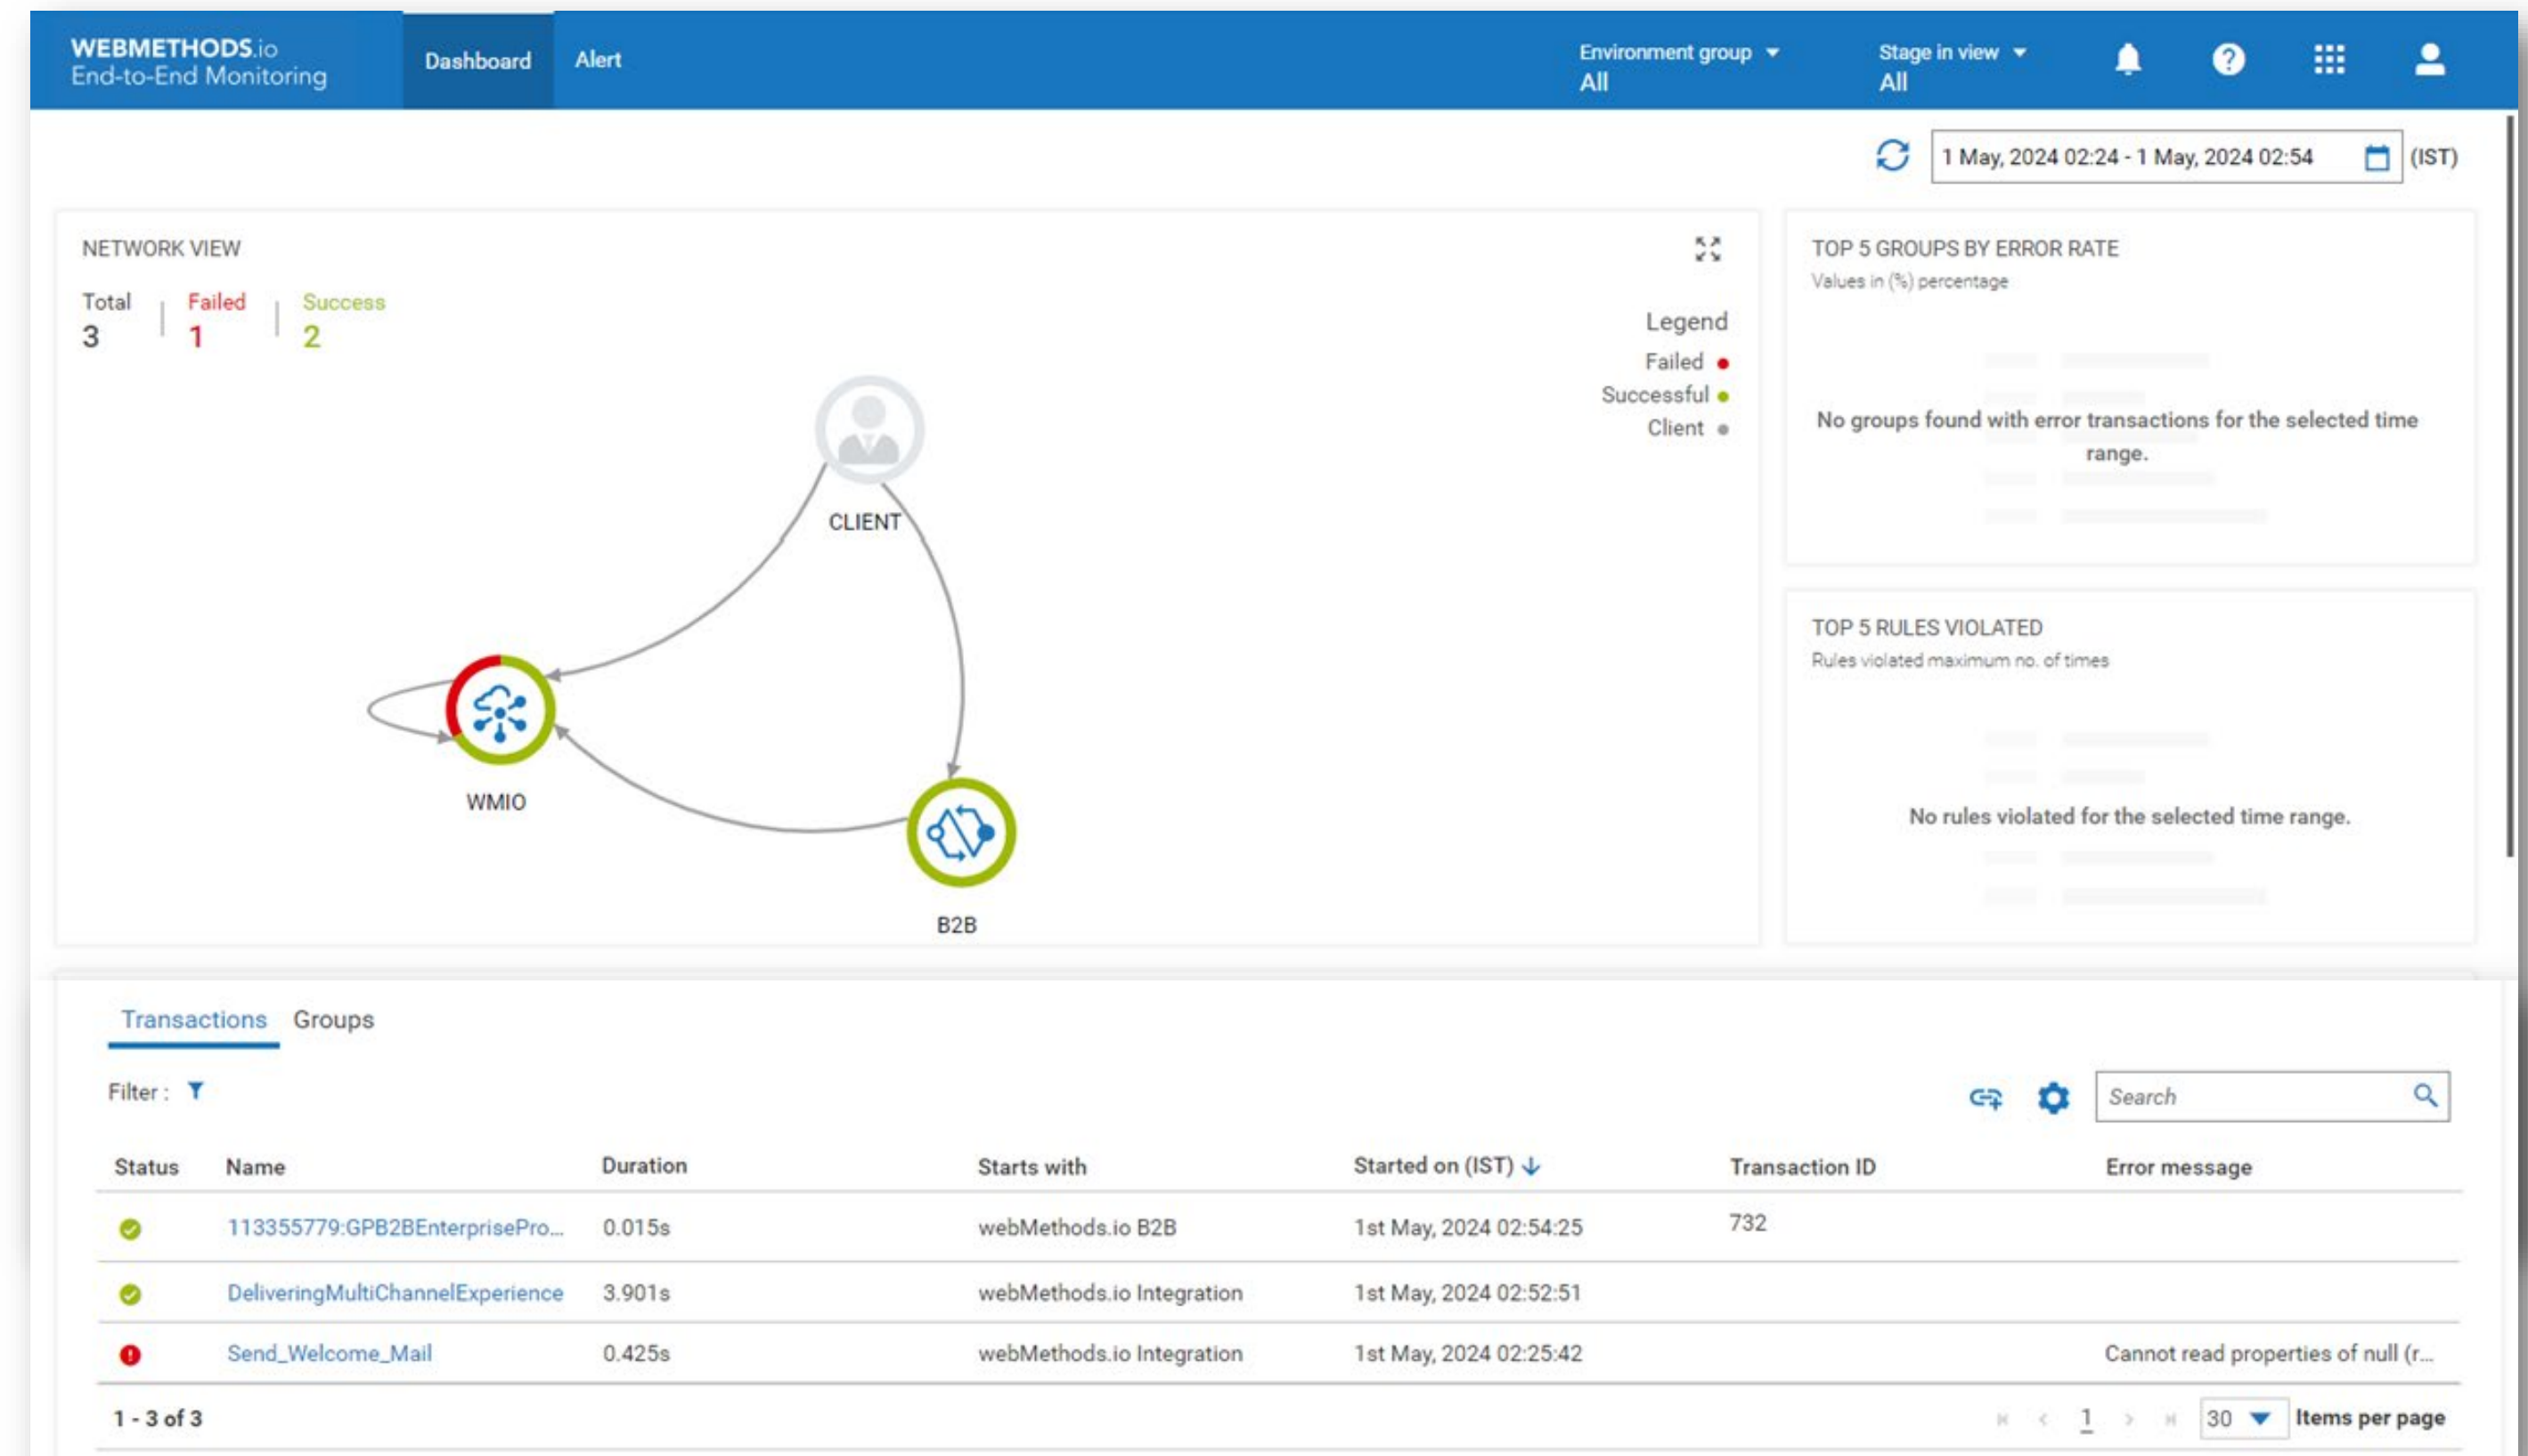 WEBMETHODS.io
End-to-End Monitoring
Dashboard
Alert
Environment group
All
Stage in view
All
1 May, 2024 02:24 - 1 May, 2024 02:54
(IST)
NETWORK VIEW
Total
3
Failed
1
Success
2
Legend
Failed
Successful
Client
CLIENT
WMIO
B2B
TOP 5 GROUPS BY ERROR RATE
Values in (%) percentage
No groups found with error transactions for the selected time
range.
TOP 5 RULES VIOLATED
Rules violated maximum no. of times
No rules violated for the selected time range.
Transactions Groups
Filter :
Search
Status Name Duration Starts with Started on (IST) Transaction ID Error message
113355779:GPB2BEnterprisePro... 0.015s webMethods.io B2B 1st May, 2024 02:54:25 732
DeliveringMultiChannelExperience 3.901s webMethods.io Integration 1st May, 2024 02:52:51
Send_Welcome_Mail 0.425s webMethods.io Integration 1st May, 2024 02:25:42 Cannot read properties of null (r...
1 - 3 of 3 1 30 Items per page